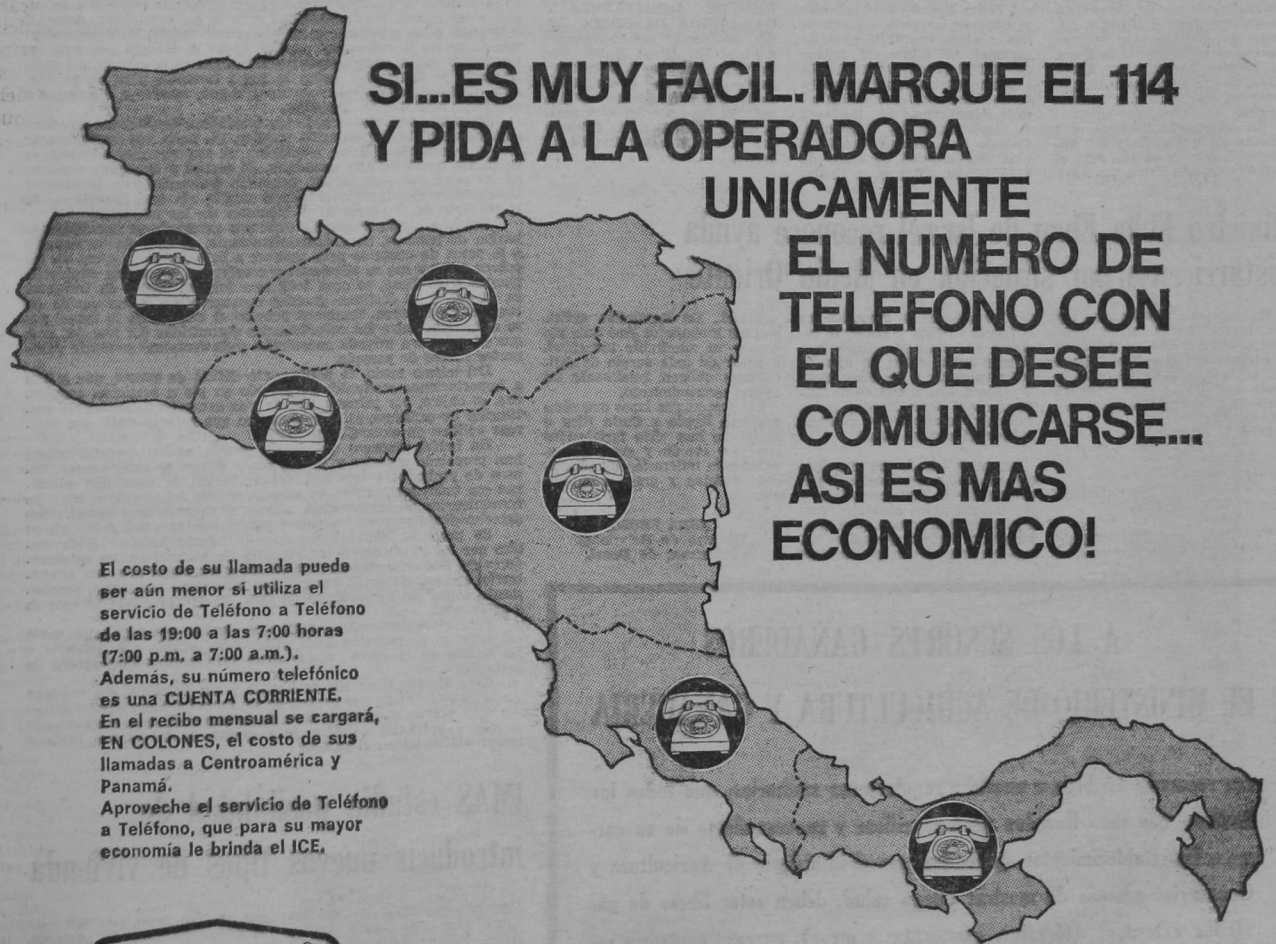 SI...ES MUY FACIL. MARQUE EL 114
Y PIDA A LA OPERADORA
UNICAMENTE
EL NUMERO DE
TELEFONO CON
EL QUE DESEE
COMUNICARSE...
ASI ES MAS
ECONOMICO!
El costo de su llamada puede
ser aún menor si utiliza el
servicio de Teléfono a Teléfono
de las 19:00 a las 7:00 horas
(7:00 p.m. a 7:00 a.m.).
Además, su número telefónico
es una CUENTA CORRIENTE.
En el recibo mensual se cargará,
EN COLONES, el costo de sus
llamadas a Centroamérica y
Panamá.
Aproveche el servicio de Teléfono
a Teléfono, que para su mayor
economía le brinda el ICE.